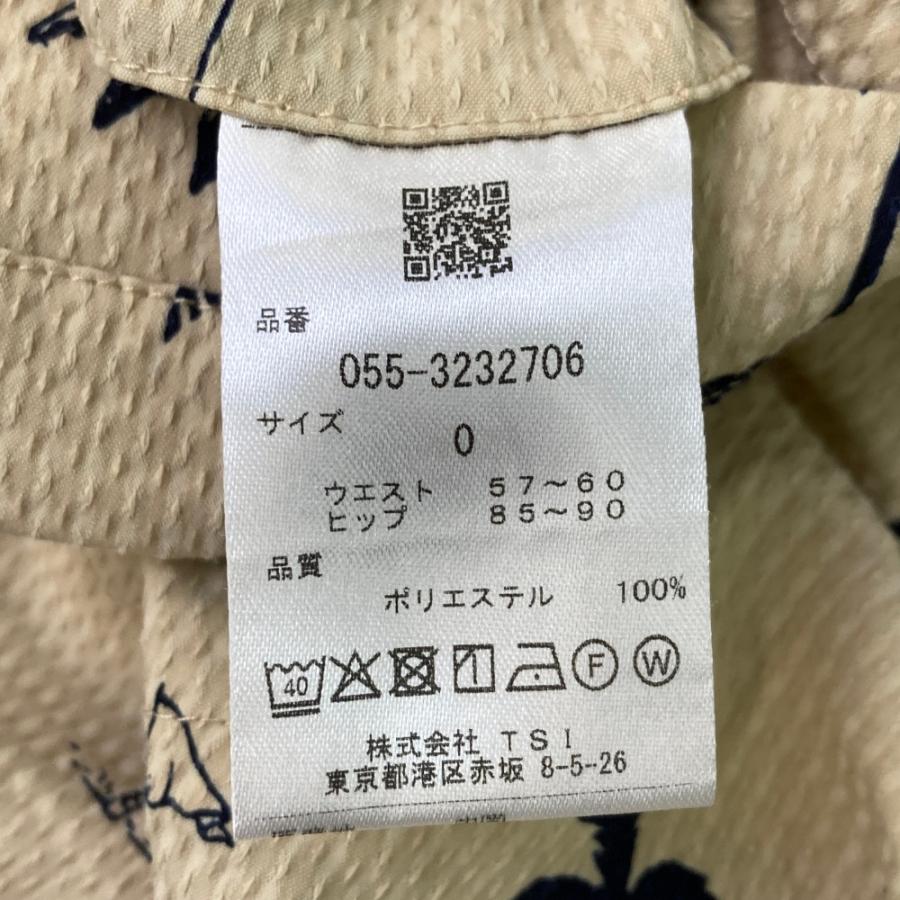 品番
055-3232706
サイズ
0
ウエスト 57～60
ヒップ 85～90
品質
ポリエステル 100%
40 F W
株式会社 TSI
東京都港区赤坂 8-5-26